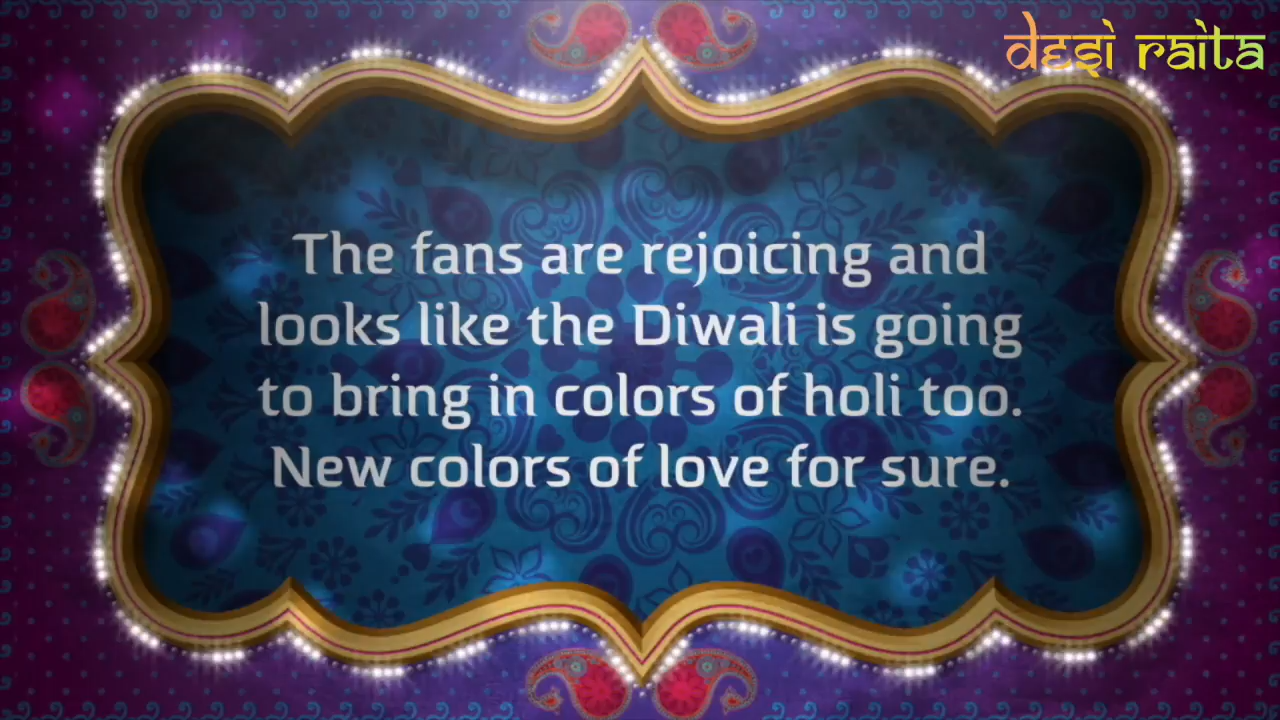 desi raita
The fans are rejoicing and
looks like the Diwali is going
to bring in colors of holi too.
New colors of love for sure.